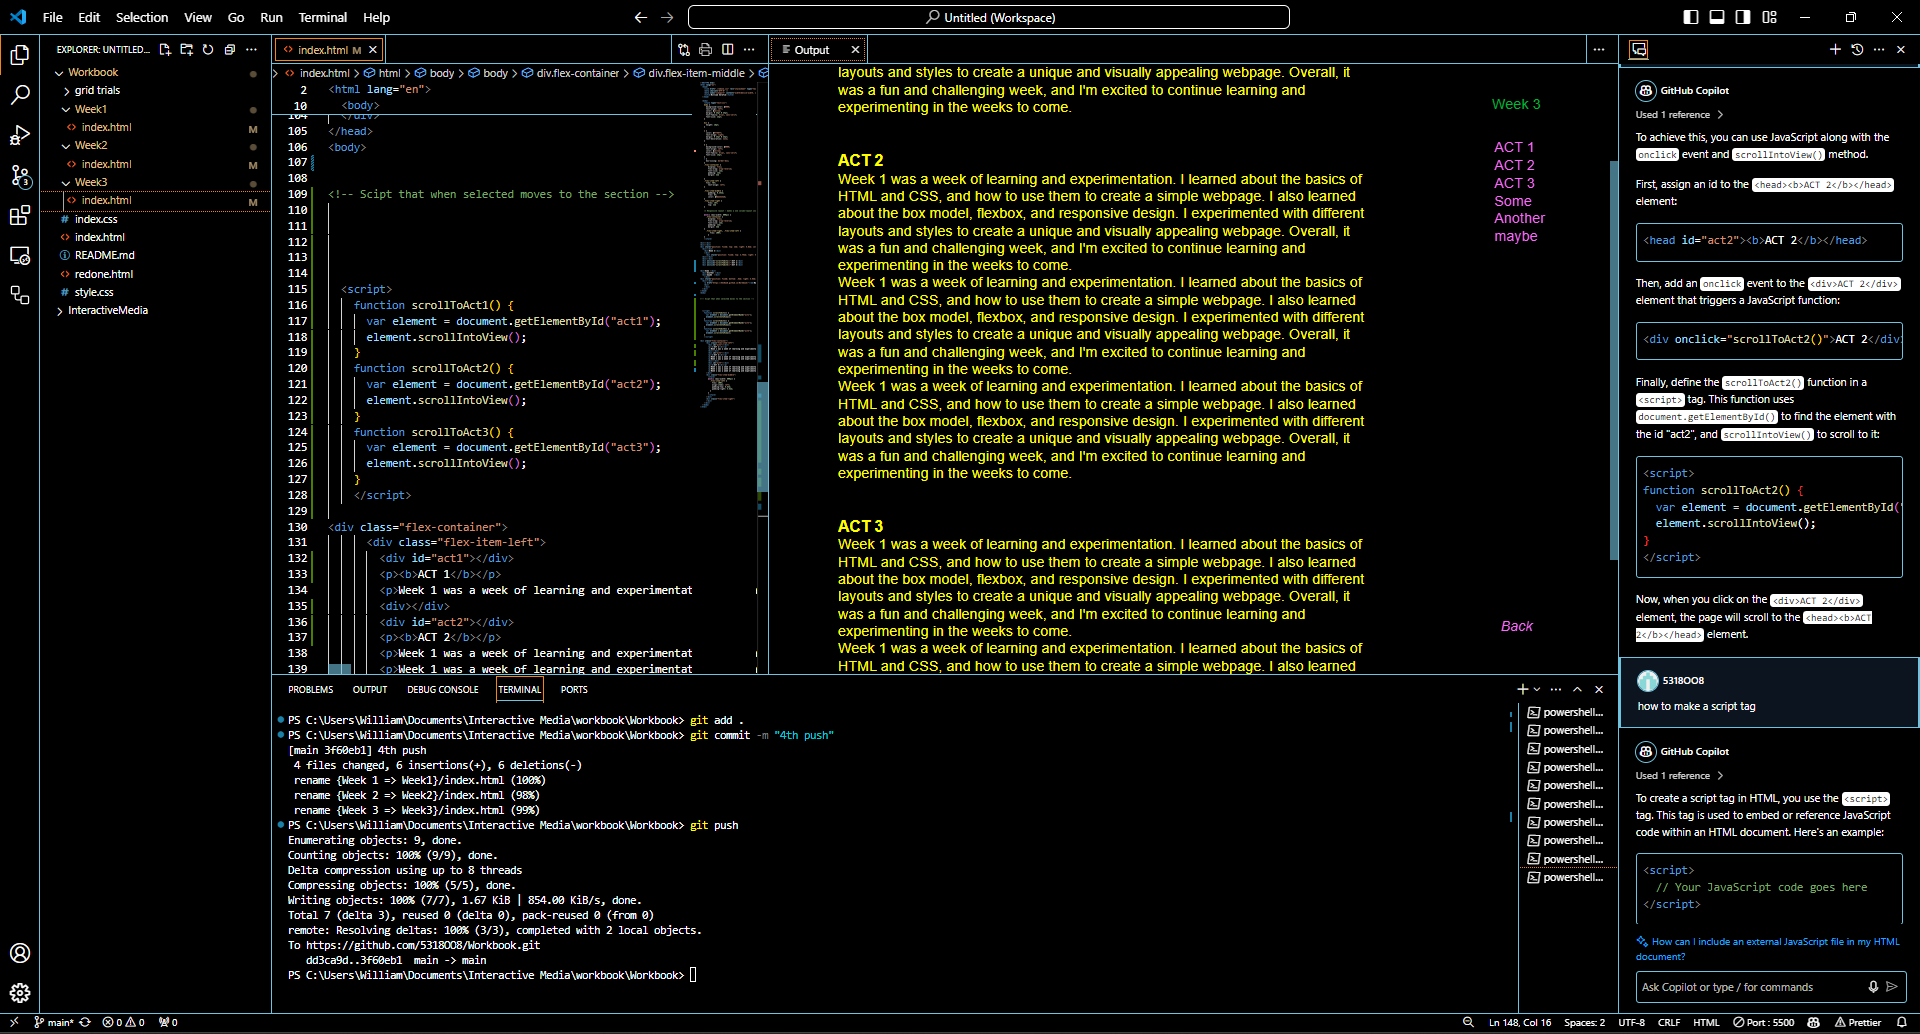 File Edit Selection View Go Run Terminal Help
Untitled (Workspace)
EXPLORER: UNTITLED...
Workbook
grid trials
Week1
index.html M
Week2
index.html M
Week3
index.html M
index.css
index.html
README.md
redone.html
style.css
InteractiveMedia
index.html M
index.html > html > body > body > div.flex-container > div.flex-item-middle >
2 <html lang="en">
10 <body>
104 </div>
105 </head>
106 <body>
107
108
109 <!-- Scipt that when selected moves to the section -->
110
111
112
113
114
115 <script>
116 function scrollToAct1() {
117 var element = document.getElementById("act1");
118 element.scrollIntoView();
119 }
120 function scrollToAct2() {
121 var element = document.getElementById("act2");
122 element.scrollIntoView();
123 }
124 function scrollToAct3() {
125 var element = document.getElementById("act3");
126 element.scrollIntoView();
127 }
128 </script>
129
130 <div class="flex-container">
131 <div class="flex-item-left">
132 <div id="act1"></div>
133 <p><b>ACT 1</b></p>
134 <p>Week 1 was a week of learning and experimentat
135 <div></div>
136 <div id="act2"></div>
137 <p><b>ACT 2</b></p>
138 <p>Week 1 was a week of learning and experimentat
139 <p>Week 1 was a week of learning and experimentat
Output
layouts and styles to create a unique and visually appealing webpage. Overall, it
was a fun and challenging week, and I'm excited to continue learning and
experimenting in the weeks to come.
ACT 2
Week 1 was a week of learning and experimentation. I learned about the basics of
HTML and CSS, and how to use them to create a simple webpage. I also learned
about the box model, flexbox, and responsive design. I experimented with different
layouts and styles to create a unique and visually appealing webpage. Overall, it
was a fun and challenging week, and I'm excited to continue learning and
experimenting in the weeks to come.
Week 1 was a week of learning and experimentation. I learned about the basics of
HTML and CSS, and how to use them to create a simple webpage. I also learned
about the box model, flexbox, and responsive design. I experimented with different
layouts and styles to create a unique and visually appealing webpage. Overall, it
was a fun and challenging week, and I'm excited to continue learning and
experimenting in the weeks to come.
Week 1 was a week of learning and experimentation. I learned about the basics of
HTML and CSS, and how to use them to create a simple webpage. I also learned
about the box model, flexbox, and responsive design. I experimented with different
layouts and styles to create a unique and visually appealing webpage. Overall, it
was a fun and challenging week, and I'm excited to continue learning and
experimenting in the weeks to come.
ACT 3
Week 1 was a week of learning and experimentation. I learned about the basics of
HTML and CSS, and how to use them to create a simple webpage. I also learned
about the box model, flexbox, and responsive design. I experimented with different
layouts and styles to create a unique and visually appealing webpage. Overall, it
was a fun and challenging week, and I'm excited to continue learning and
experimenting in the weeks to come.
Week 1 was a week of learning and experimentation. I learned about the basics of
HTML and CSS, and how to use them to create a simple webpage. I also learned
Week 3
ACT 1
ACT 2
ACT 3
Some
Another
maybe
Back
PROBLEMS OUTPUT DEBUG CONSOLE TERMINAL PORTS
PS C:\Users\William\Documents\Interactive Media\workbook\Workbook> git add .
PS C:\Users\William\Documents\Interactive Media\workbook\Workbook> git commit -m "4th push"
[main 3f60eb1] 4th push
4 files changed, 6 insertions(+), 6 deletions(-)
rename {Week 1 => Week1}/index.html (100%)
rename {Week 2 => Week2}/index.html (98%)
rename {Week 3 => Week3}/index.html (99%)
PS C:\Users\William\Documents\Interactive Media\workbook\Workbook> git push
Enumerating objects: 9, done.
Counting objects: 100% (9/9), done.
Delta compression using up to 8 threads
Compressing objects: 100% (5/5), done.
Writing objects: 100% (7/7), 1.67 KiB | 854.00 KiB/s, done.
Total 7 (delta 3), reused 0 (delta 0), pack-reused 0 (from 0)
remote: Resolving deltas: 100% (3/3), completed with 2 local objects.
To https://github.com/5318OO8/Workbook.git
dd3ca9d..3f60eb1 main -> main
PS C:\Users\William\Documents\Interactive Media\workbook\Workbook>
powershell...
powershell...
powershell...
powershell...
powershell...
powershell...
powershell...
powershell...
powershell...
powershell...
GitHub Copilot
Used 1 reference
To achieve this, you can use JavaScript along with the
onclick event and scrollIntoView() method.
First, assign an id to the <head><b>ACT 2</b></head>
element:
<head id="act2"><b>ACT 2</b></head>
Then, add an onclick event to the <div>ACT 2</div>
element that triggers a JavaScript function:
<div onclick="scrollToAct2()">ACT 2</div>
Finally, define the scrollToAct2() function in a
<script> tag. This function uses
document.getElementById() to find the element with
the id "act2", and scrollIntoView() to scroll to it:
<script>
function scrollToAct2() {
var element = document.getElementById("
element.scrollIntoView();
}
</script>
Now, when you click on the <div>ACT 2</div>
element, the page will scroll to the <head><b>ACT
2</b></head> element.
5318OO8
how to make a script tag
GitHub Copilot
Used 1 reference
To create a script tag in HTML, you use the <script>
tag. This tag is used to embed or reference JavaScript
code within an HTML document. Here's an example:
<script>
// Your JavaScript code goes here
</script>
How can I include an external JavaScript file in my HTML
document?
Ask Copilot or type / for commands
main* 0 0 0
Ln 148, Col 16 Spaces: 2 UTF-8 CRLF HTML Port : 5500 Prettier